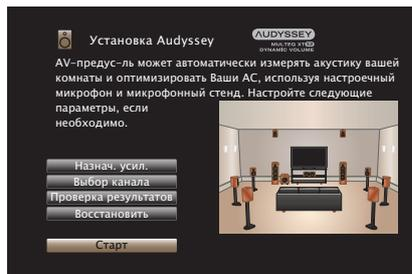 Установка Audyssey
AUDYSSEY
MULTEQ XT32
DYNAMIC VOLUME
AV-предус-ль может автоматически измерять акустику вашей
комнаты и оптимизировать Ваши АС, используя настроечный
микрофон и микрофонный стенд. Настройте следующие
параметры, если
необходимо.
Назнач. усил.
Выбор канала
Проверка результатов
Восстановить
Старт